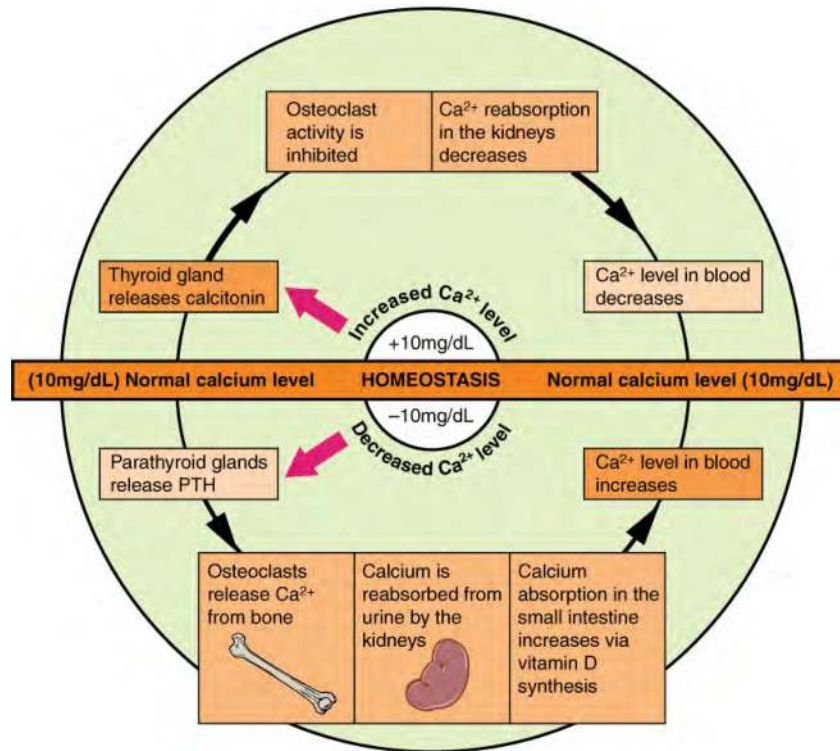 Osteoclast
activity is
inhibited
Ca²⁺ reabsorption
in the kidneys
decreases
Thyroid gland
releases calcitonin
Increased Ca²⁺ level
+10mg/dL
Ca²⁺ level in blood
decreases
(10mg/dL) Normal calcium level
HOMEOSTASIS
Normal calcium level (10mg/dL)
Parathyroid glands
release PTH
–10mg/dL
Decreased Ca²⁺ level
Ca²⁺ level in blood
increases
Osteoclasts
release Ca²⁺
from bone
Calcium is
reabsorbed from
urine by the
kidneys
Calcium
absorption in the
small intestine
increases via
vitamin D
synthesis